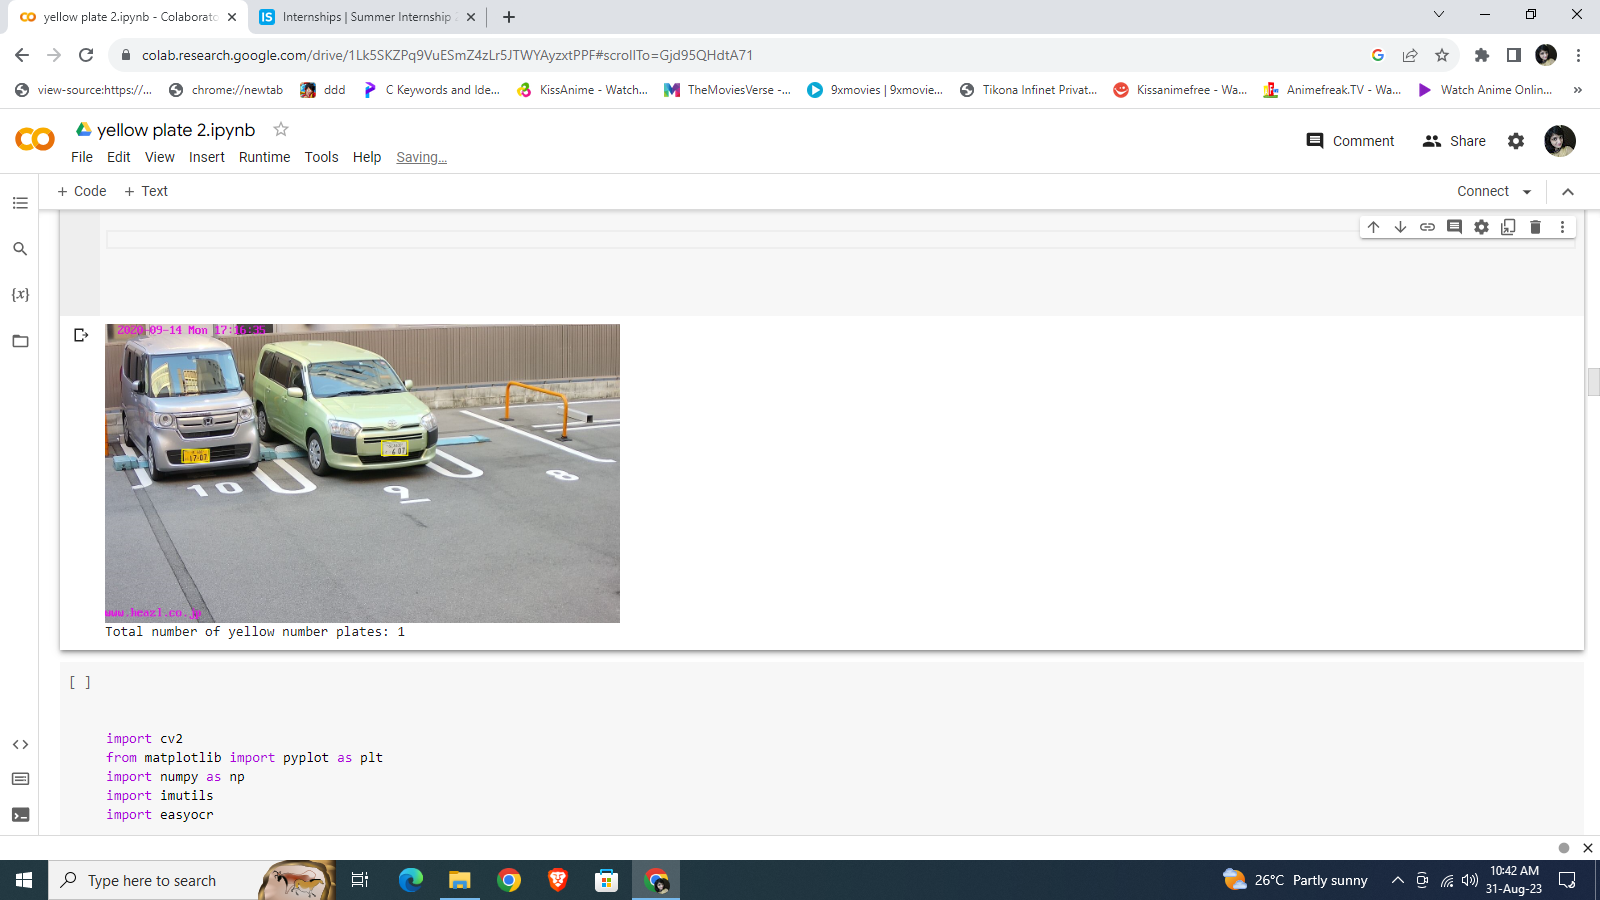 yellow plate 2.ipynb - Colaborato
Internships | Summer Internship
colab.research.google.com/drive/1Lk5SKZPq9VuESmZ4zLr5JTWYAyzxtPPF#scrollTo=Gjd95QHdtA71
view-source:https://... chrome://newtab ddd C Keywords and Ide... KissAnime - Watch... TheMoviesVerse -... 9xmovies | 9xmovie... Tikona Infinet Privat... Kissanimefree - Wa... Animefreak.TV - Wa... Watch Anime Onlin... »
yellow plate 2.ipynb
File Edit View Insert Runtime Tools Help Saving...
Comment Share
+ Code + Text
Connect
{x}
2020-09-14 Mon 17:16:35
17-07
10
9
8
www.heazl.co.jp
Total number of yellow number plates: 1
[ ]
import cv2
from matplotlib import pyplot as plt
import numpy as np
import imutils
import easyocr
Type here to search
26°C Partly sunny
10:42 AM
31-Aug-23